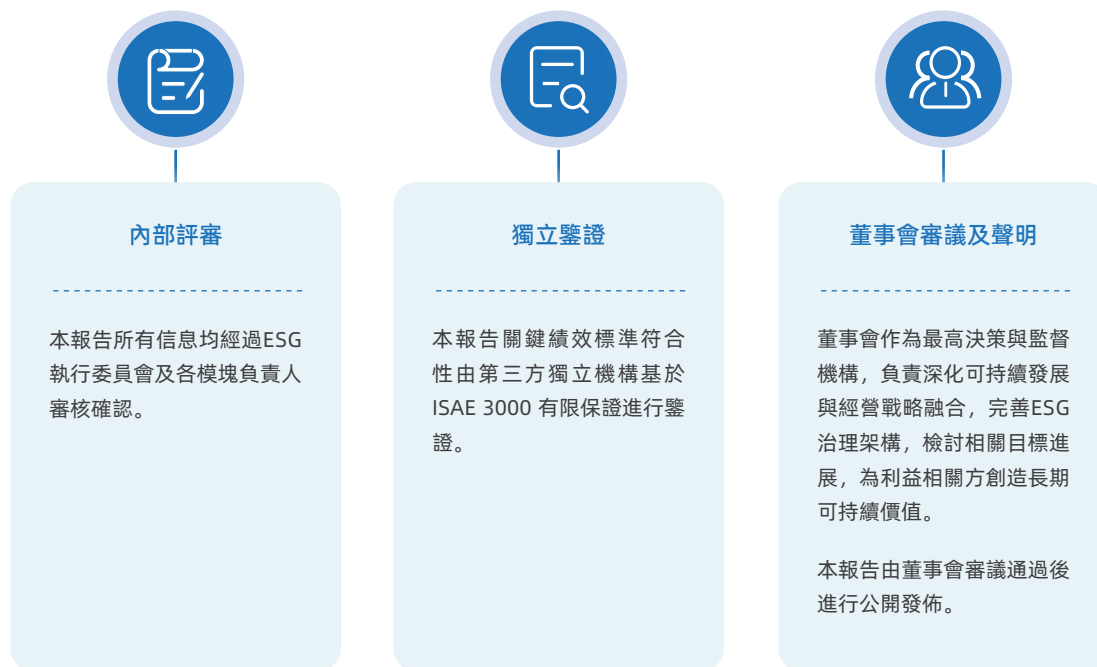 內部評審
本報告所有信息均經過ESG
執行委員會及各模塊負責人
審核確認。
獨立鑒證
本報告關鍵績效標準符合
性由第三方獨立機構基於
ISAE 3000 有限保證進行鑒
證。
董事會審議及聲明
董事會作為最高決策與監督
機構，負責深化可持續發展
與經營戰略融合，完善ESG
治理架構，檢討相關目標進
展，為利益相關方創造長期
可持續價值。
本報告由董事會審議通過後
進行公開發佈。